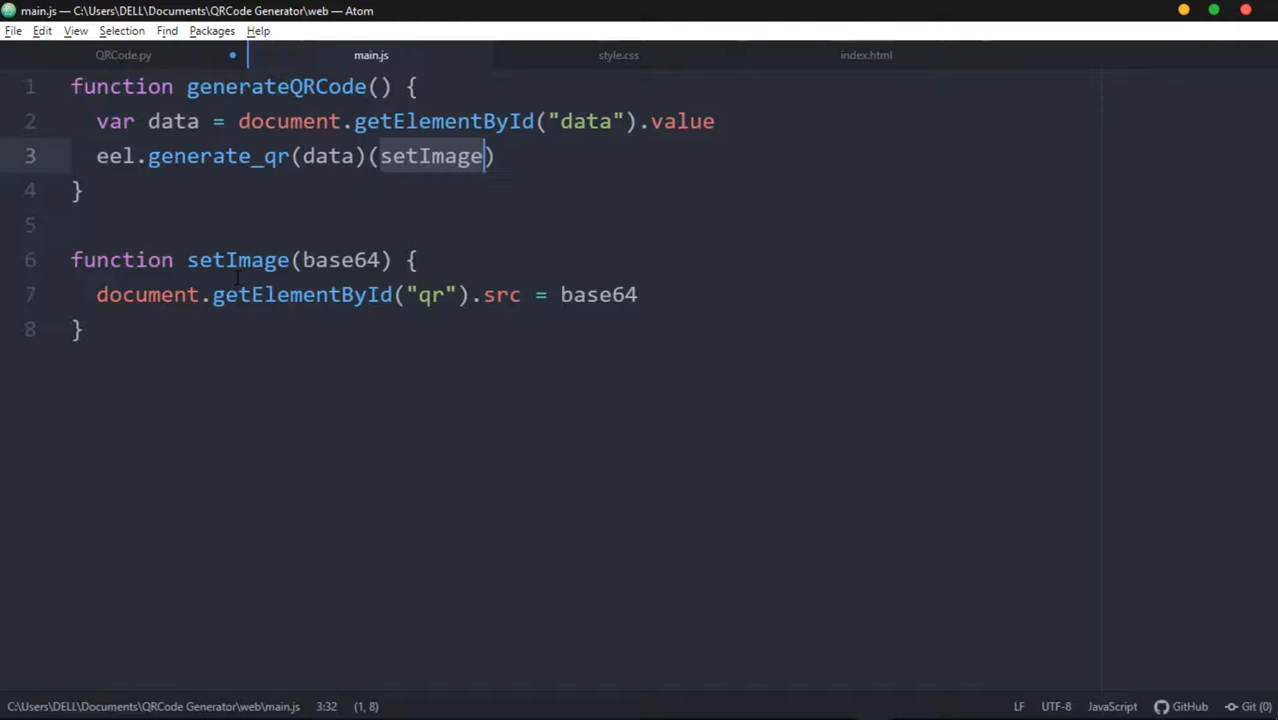 main.js — C:\Users\DELL\Documents\QRCode Generator\web — Atom
File Edit View Selection Find Packages Help
QRCode.py main.js style.css index.html
1 function generateQRCode() {
2 var data = document.getElementById("data").value
3 eel.generate_qr(data)(setImage)
4 }
5
6 function setImage(base64) {
7 document.getElementById("qr").src = base64
8 }
C:\Users\DELL\Documents\QRCode Generator\web\main.js 3:32 (1, 8) LF UTF-8 JavaScript GitHub Git (0)